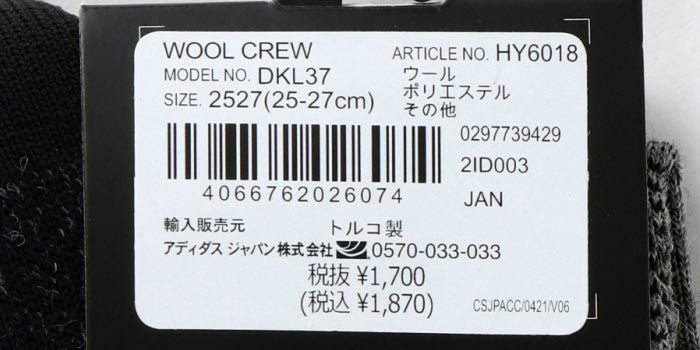 WOOL CREW
ARTICLE NO. HY6018
MODEL NO. DKL37
ウール
SIZE. 2527(25-27cm)
ポリエステル
その他
0297739429
2ID003
4066762026074
JAN
輸入販売元
トルコ製
アディダス ジャパン株式会社
0570-033-033
税抜 ¥1,700
(税込 ¥1,870)
CSJPACC/0421/V06